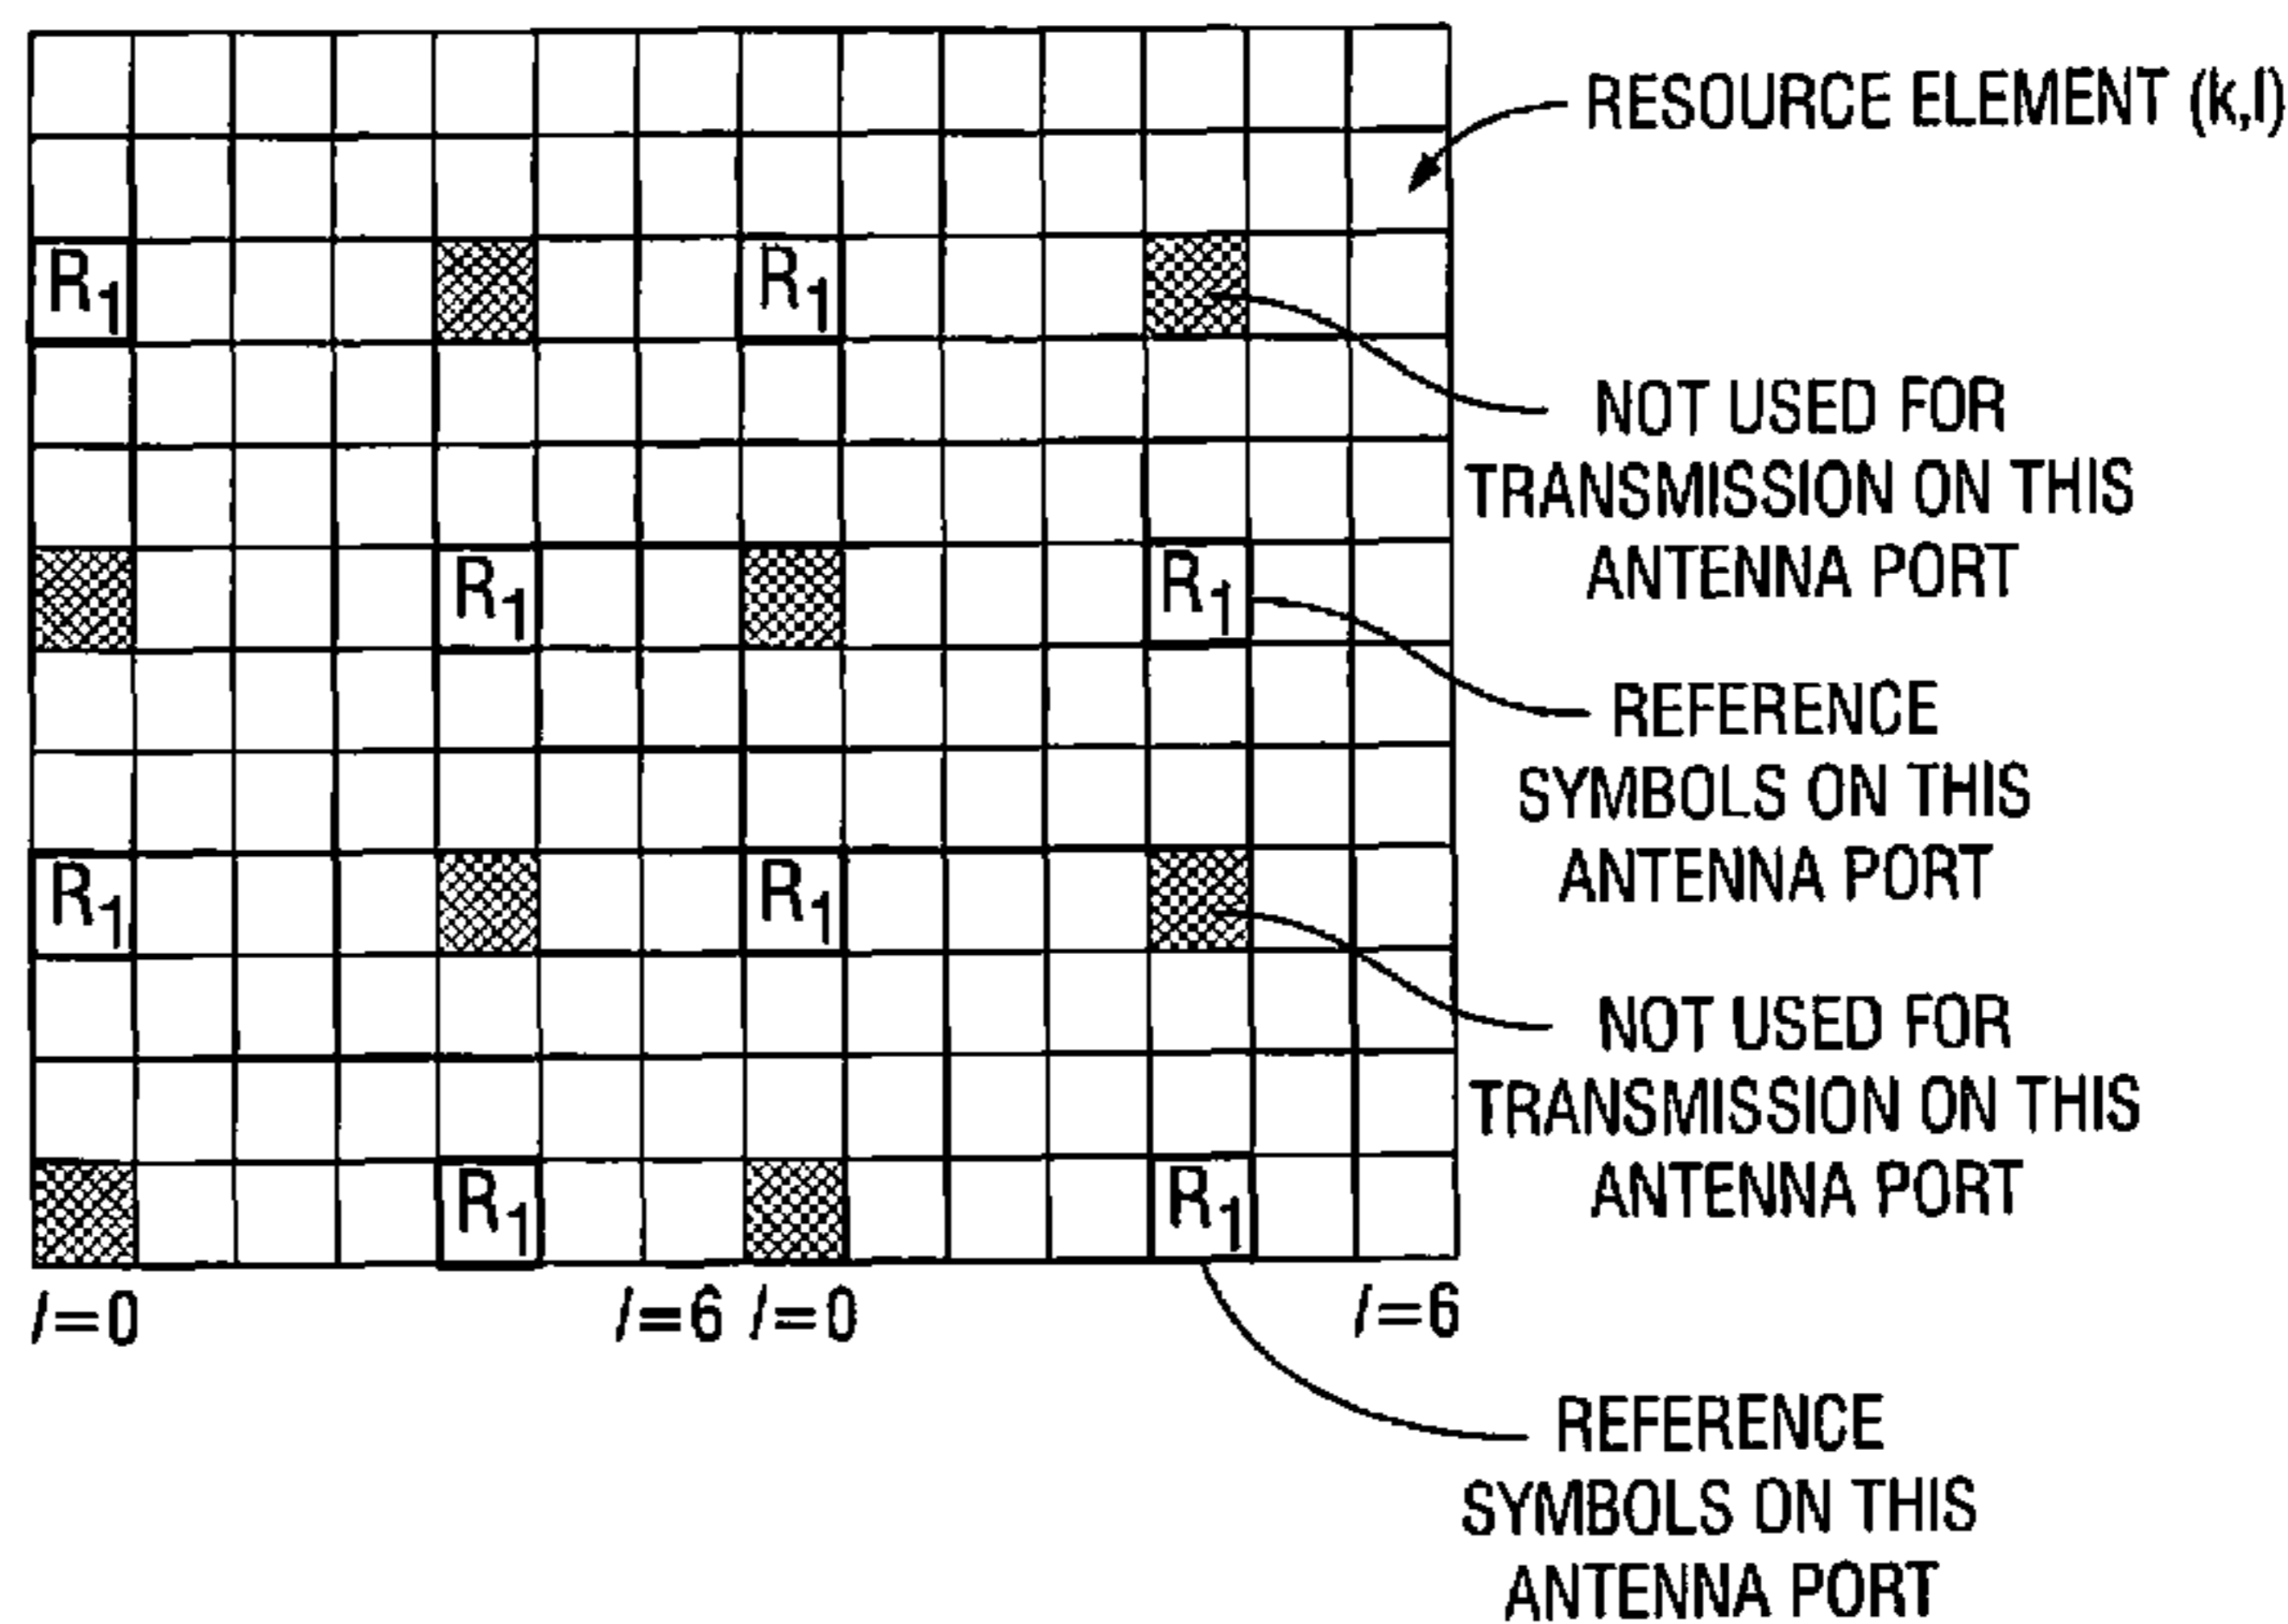 RESOURCE ELEMENT (k,l)
R1 R1
NOT USED FOR
TRANSMISSION ON THIS
ANTENNA PORT
R1 R1
REFERENCE
SYMBOLS ON THIS
ANTENNA PORT
R1 R1
NOT USED FOR
TRANSMISSION ON THIS
ANTENNA PORT
R1 R1
l=0 l=6 l=0 l=6
REFERENCE
SYMBOLS ON THIS
ANTENNA PORT